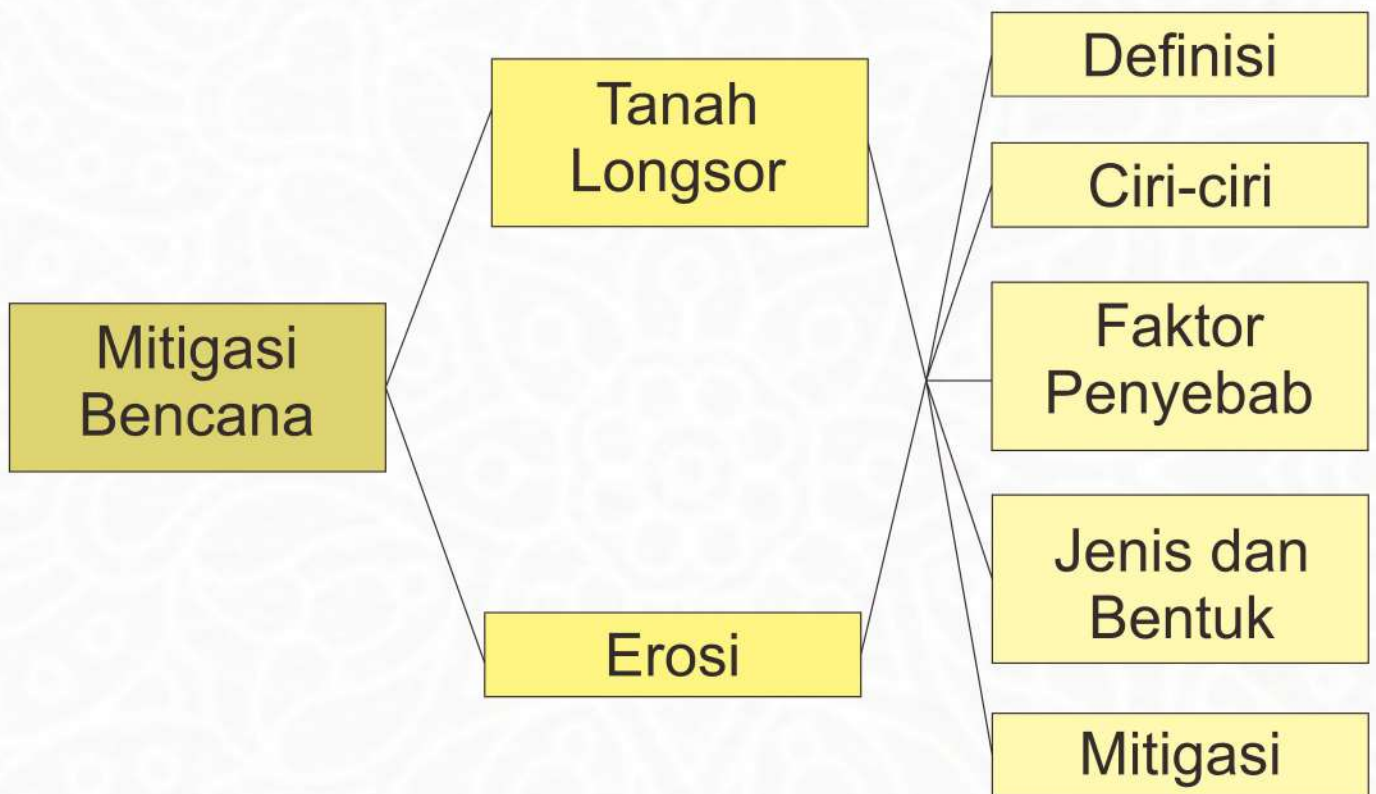 Mitigasi
Bencana
Tanah
Longsor
Erosi
Definisi
Ciri-ciri
Faktor
Penyebab
Jenis dan
Bentuk
Mitigasi